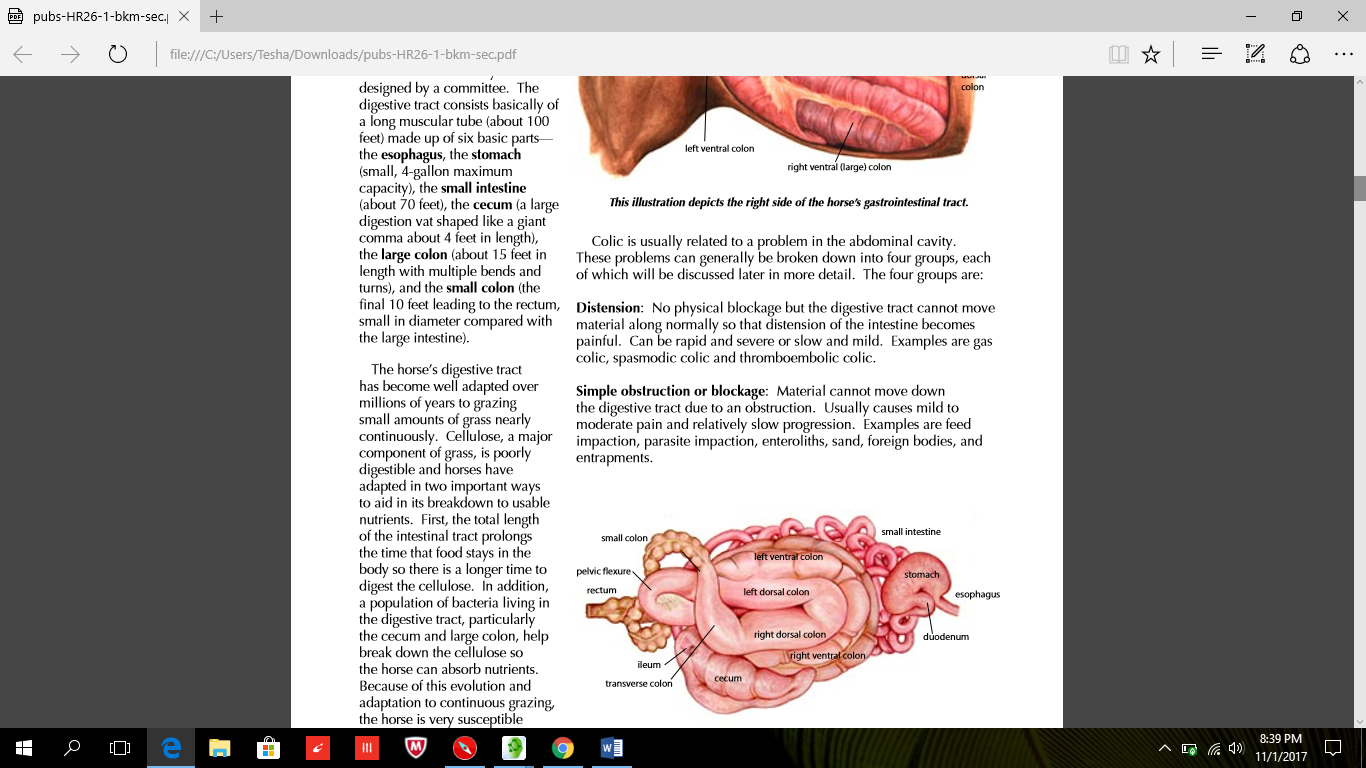 pubs-HR26-1-bkm-sec.p
file:///C:/Users/Tesha/Downloads/pubs-HR26-1-bkm-sec.pdf
designed by a committee. The
digestive tract consists basically of
a long muscular tube (about 100
feet) made up of six basic parts—
the esophagus, the stomach
(small, 4-gallon maximum
capacity), the small intestine
(about 70 feet), the cecum (a large
digestion vat shaped like a giant
comma about 4 feet in length),
the large colon (about 15 feet in
length with multiple bends and
turns), and the small colon (the
final 10 feet leading to the rectum,
small in diameter compared with
the large intestine).
The horse's digestive tract
has become well adapted over
millions of years to grazing
small amounts of grass nearly
continuously. Cellulose, a major
component of grass, is poorly
digestible and horses have
adapted in two important ways
to aid in its breakdown to usable
nutrients. First, the total length
of the intestinal tract prolongs
the time that food stays in the
body so there is a longer time to
digest the cellulose. In addition,
a population of bacteria living in
the digestive tract, particularly
the cecum and large colon, help
break down the cellulose so
the horse can absorb nutrients.
Because of this evolution and
adaptation to continuous grazing,
the horse is very susceptible
dorsal
colon
left ventral colon
right ventral (large) colon
This illustration depicts the right side of the horse's gastrointestinal tract.
Colic is usually related to a problem in the abdominal cavity.
These problems can generally be broken down into four groups, each
of which will be discussed later in more detail. The four groups are:
Distension: No physical blockage but the digestive tract cannot move
material along normally so that distension of the intestine becomes
painful. Can be rapid and severe or slow and mild. Examples are gas
colic, spasmodic colic and thromboembolic colic.
Simple obstruction or blockage: Material cannot move down
the digestive tract due to an obstruction. Usually causes mild to
moderate pain and relatively slow progression. Examples are feed
impaction, parasite impaction, enteroliths, sand, foreign bodies, and
entrapments.
small colon
small intestine
left ventral colon
pelvic flexure
stomach
rectum
left dorsal colon
esophagus
right dorsal colon
duodenum
right ventral colon
ileum
cecum
transverse colon
8:39 PM
11/1/2017